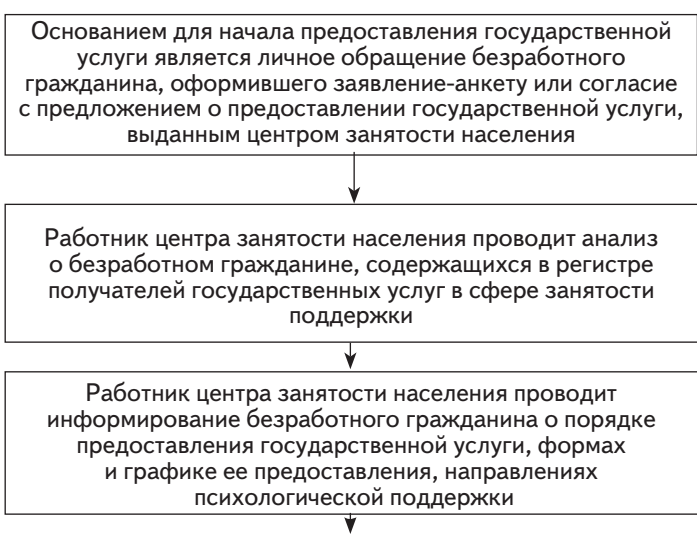 Основанием для начала предоставления государственной
услуги является личное обращение безработного
гражданина, оформившего заявление-анкету или согласие
с предложением о предоставлении государственной услуги,
выданным центром занятости населения
Работник центра занятости населения проводит анализ
о безработном гражданине, содержащихся в регистре
получателей государственных услуг в сфере занятости
поддержки
Работник центра занятости населения проводит
информирование безработного гражданина о порядке
предоставления государственной услуги, формах
и графике ее предоставления, направлениях
психологической поддержки